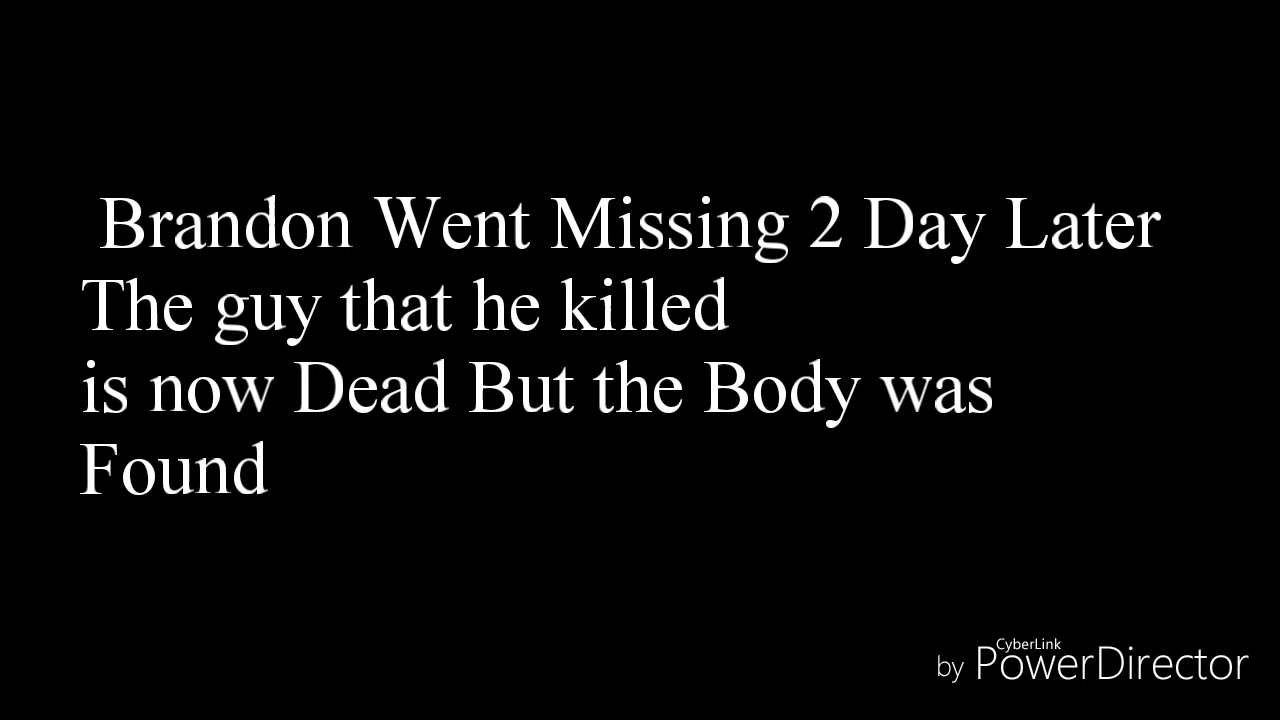 Brandon Went Missing 2 Day Later
The guy that he killed
is now Dead But the Body was
Found
CyberLink
by PowerDirector